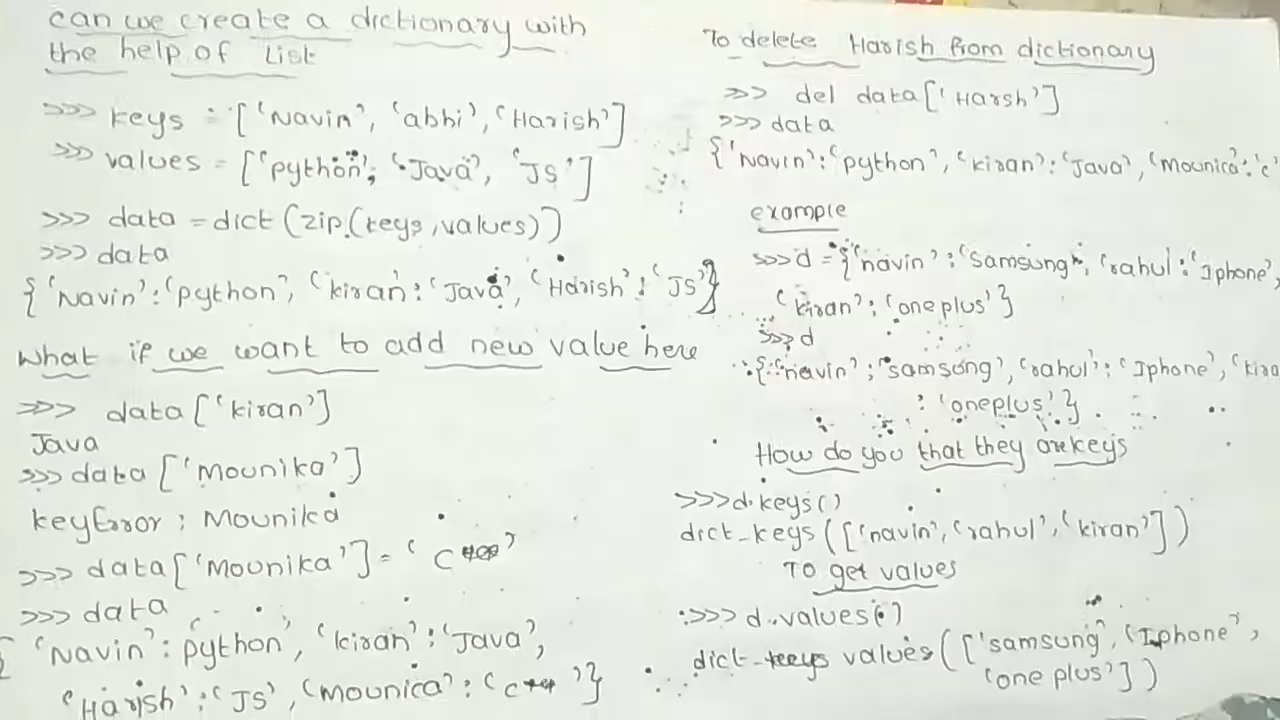 can we create a dictionary with
the help of List
>>> keys = ['Navin', 'abhi', 'Harish']
>>> values = ['python', 'Java', 'JS']
>>> data = dict (zip.(keys,values))
>>> data
{'Navin':'python', 'kiran':'Java', 'Harish':'JS'}
what if we want to add new value here
>>> data['kiran']
Java
>>> data ['Mounika']
keyError : Mounika
>>> data['Mounika'] = 'C'
>>> data
{'Navin': python', 'kiran':'Java',
'Harish':'JS', 'mounica':'C'}
To delete Harish from dictionary
>>> del data['Harsh']
>>> data
{'Navin':'python', 'kiran':'Java', 'mounica':'c'
example
>>> d = {'navin':'Samsung', 'rahul:'Iphone',
'kiran':'oneplus'}
>>> d
{'navin':'samsung', 'rahul':'Iphone', 'kira
: 'oneplus'}
How do you that they are keys
>>> d.keys()
dict_keys (['navin', 'rahul', 'kiran'])
To get values
>>> d.values()
dict_values (['samsung', 'Iphone',
'one plus'])